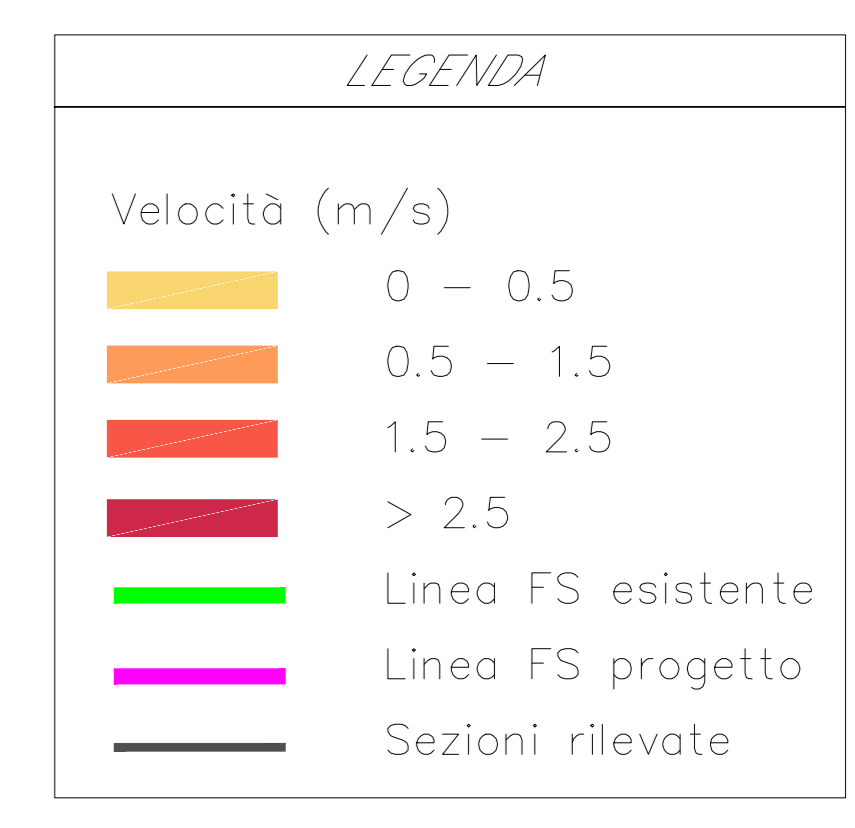 LEGENDA
Velocità (m/s)
0 – 0.5
0.5 – 1.5
1.5 – 2.5
> 2.5
Linea FS esistente
Linea FS progetto
Sezioni rilevate